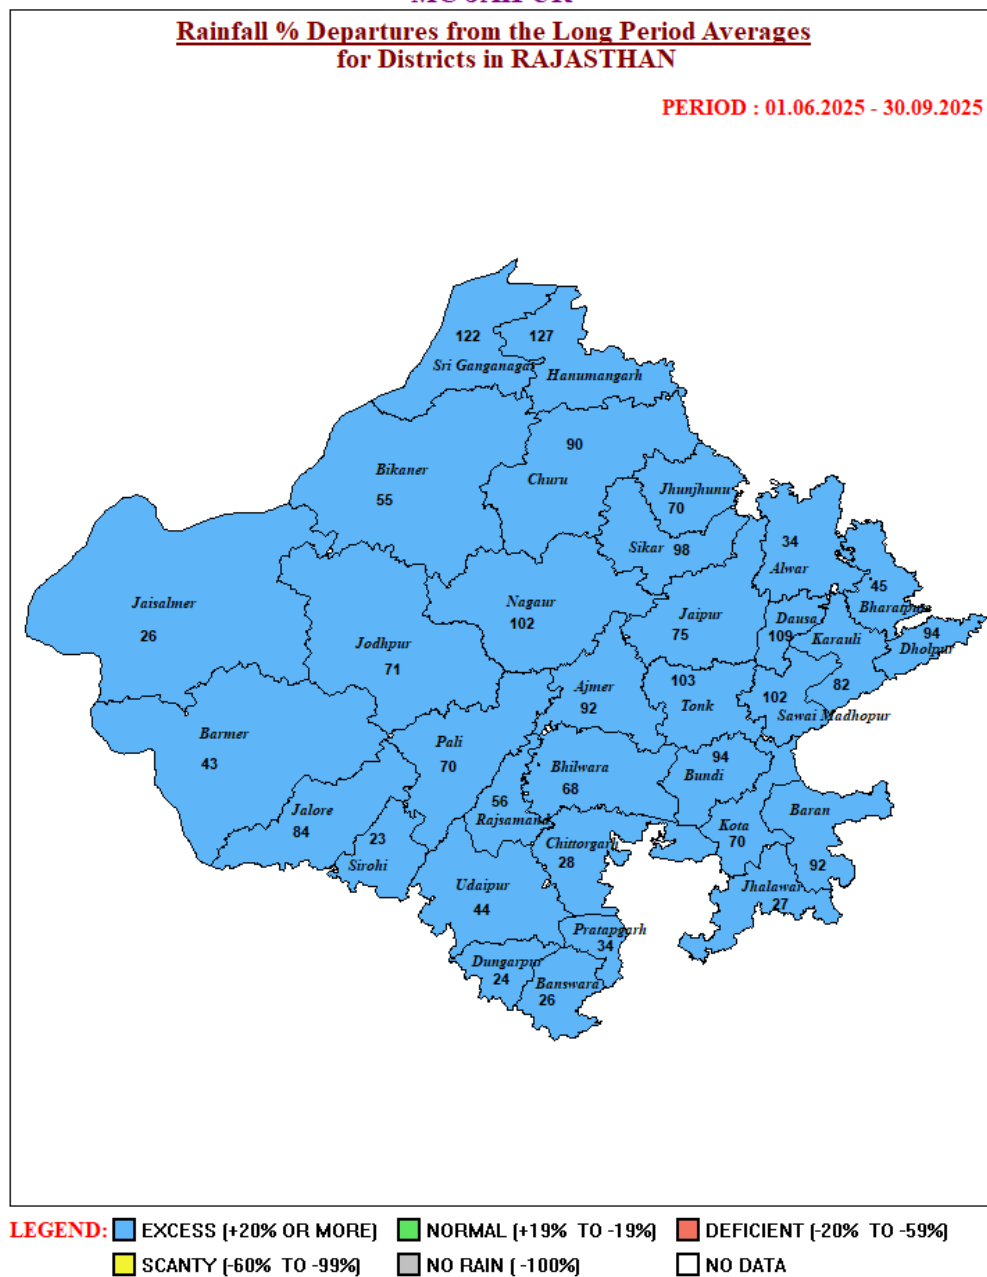 MC JAIPUR
Rainfall % Departures from the Long Period Averages
for Districts in RAJASTHAN
PERIOD : 01.06.2025 - 30.09.2025
122
Sri Ganganagar
127
Hanumangarh
Bikaner
55
90
Churu
Jhunjhunu
70
Sikar 98
34
Alwar
45
Bharatpur
Jaisalmer
26
Jodhpur
71
Nagaur
102
Jaipur
75
Dausa
109
Karauli
82
94
Dholpur
Barmer
43
Ajmer
92
103
Tonk
102
Sawai Madhopur
Pali
70
Jalore
84
23
Sirohi
56
Rajsamand
Bhilwara
68
94
Bundi
Kota
70
Baran
92
Chittorgarh
28
Jhalawar
27
Udaipur
44
Pratapgarh
34
Dungarpur
24
Banswara
26
LEGEND: EXCESS (+20% OR MORE) NORMAL (+19% TO -19%) DEFICIENT (-20% TO -59%)
SCANTY (-60% TO -99%) NO RAIN ( -100%) NO DATA